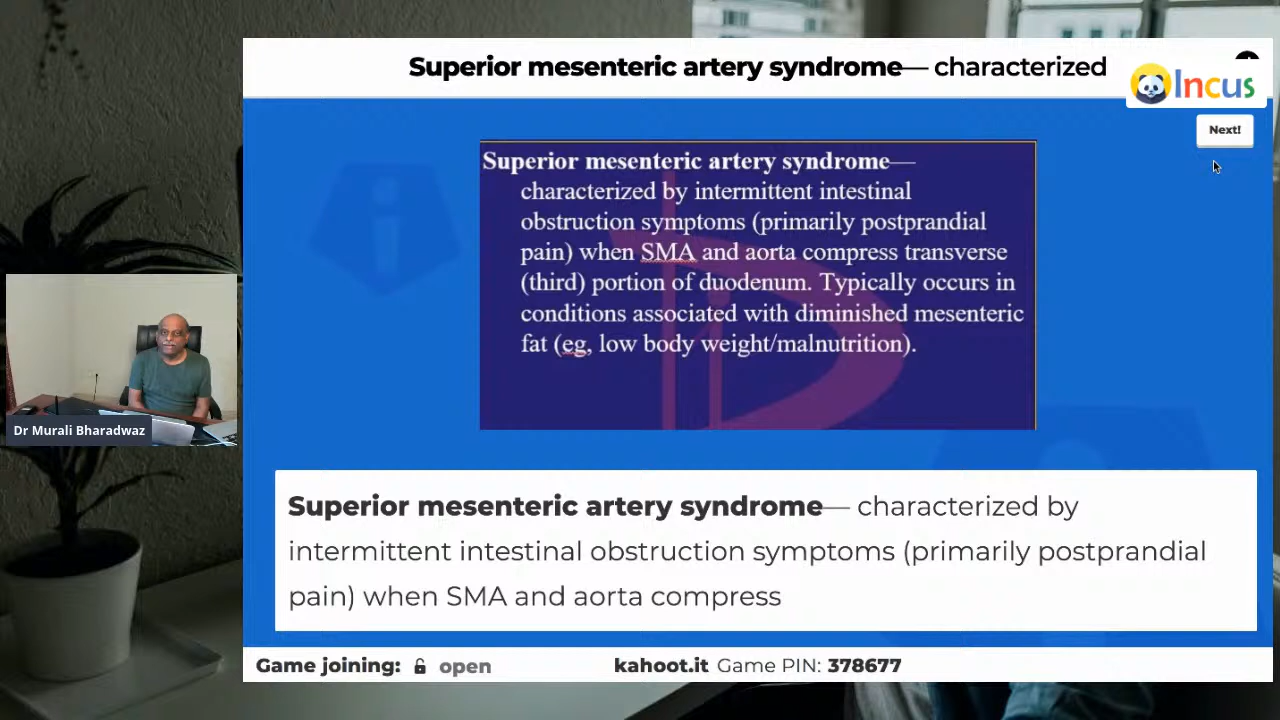 Superior mesenteric artery syndrome— characterized
Incus
Next!
Superior mesenteric artery syndrome—
characterized by intermittent intestinal
obstruction symptoms (primarily postprandial
pain) when SMA and aorta compress transverse
(third) portion of duodenum. Typically occurs in
conditions associated with diminished mesenteric
fat (eg, low body weight/malnutrition).
Dr Murali Bharadwaz
Superior mesenteric artery syndrome— characterized by
intermittent intestinal obstruction symptoms (primarily postprandial
pain) when SMA and aorta compress
Game joining: open
kahoot.it Game PIN: 378677